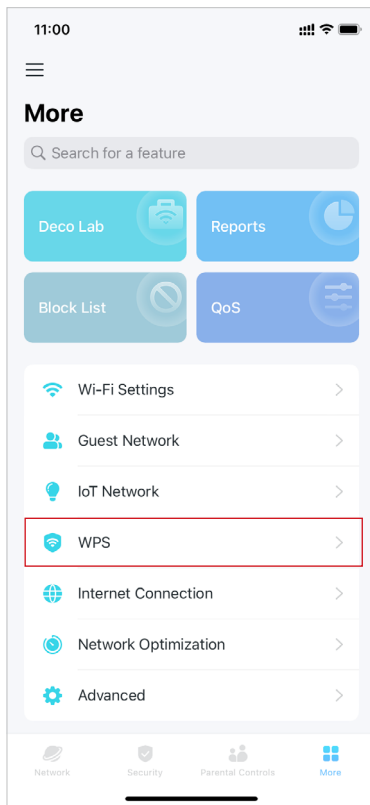 11:00
More
Search for a feature
Deco Lab
Reports
Block List
QoS
Wi-Fi Settings
Guest Network
IoT Network
WPS
Internet Connection
Network Optimization
Advanced
Network Security Parental Controls More